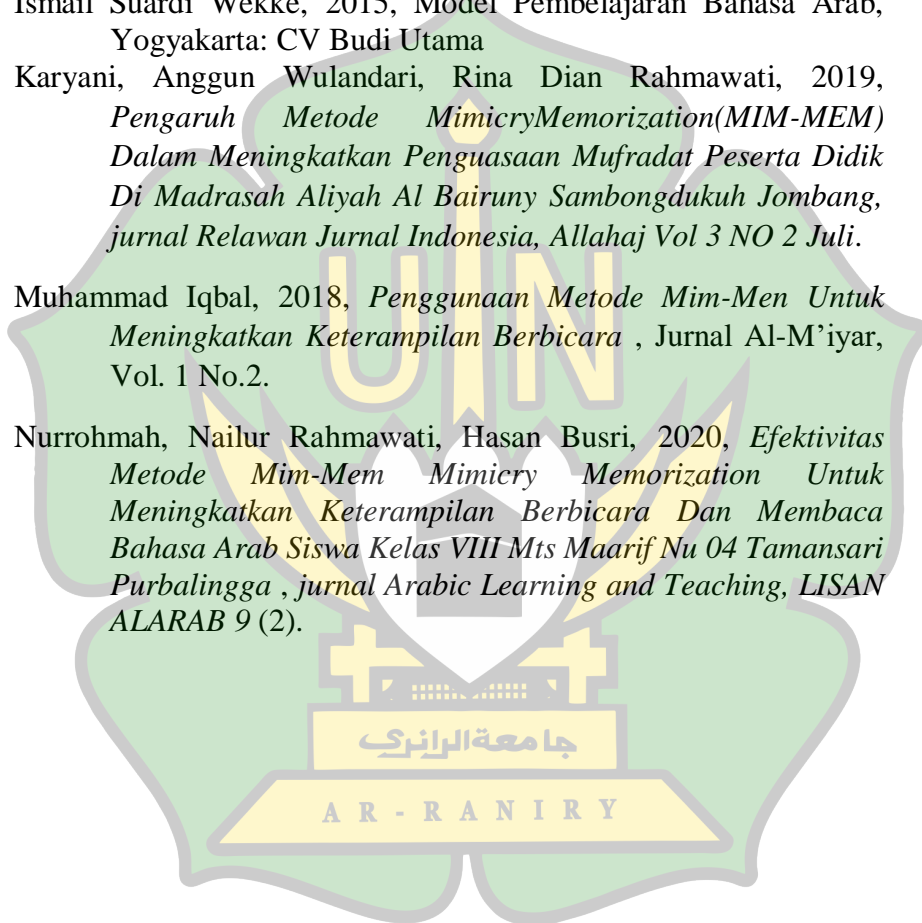 Ismail Suardi Wekke, 2015, Model Pembelajaran Bahasa Arab,
Yogyakarta: CV Budi Utama
Karyani, Anggun Wulandari, Rina Dian Rahmawati, 2019,
Pengaruh Metode MimicryMemorization(MIM-MEM)
Dalam Meningkatkan Penguasaan Mufradat Peserta Didik
Di Madrasah Aliyah Al Bairuny Sambongdukuh Jombang,
jurnal Relawan Jurnal Indonesia, Allahaj Vol 3 NO 2 Juli.
Muhammad Iqbal, 2018, Penggunaan Metode Mim-Men Untuk
Meningkatkan Keterampilan Berbicara , Jurnal Al-M’iyar,
Vol. 1 No.2.
Nurrohmah, Nailur Rahmawati, Hasan Busri, 2020, Efektivitas
Metode Mim-Mem Mimicry Memorization Untuk
Meningkatkan Keterampilan Berbicara Dan Membaca
Bahasa Arab Siswa Kelas VIII Mts Maarif Nu 04 Tamansari
Purbalingga , jurnal Arabic Learning and Teaching, LISAN
ALARAB 9 (2).
UIN
جامعةالرانري
AR-RANIRY